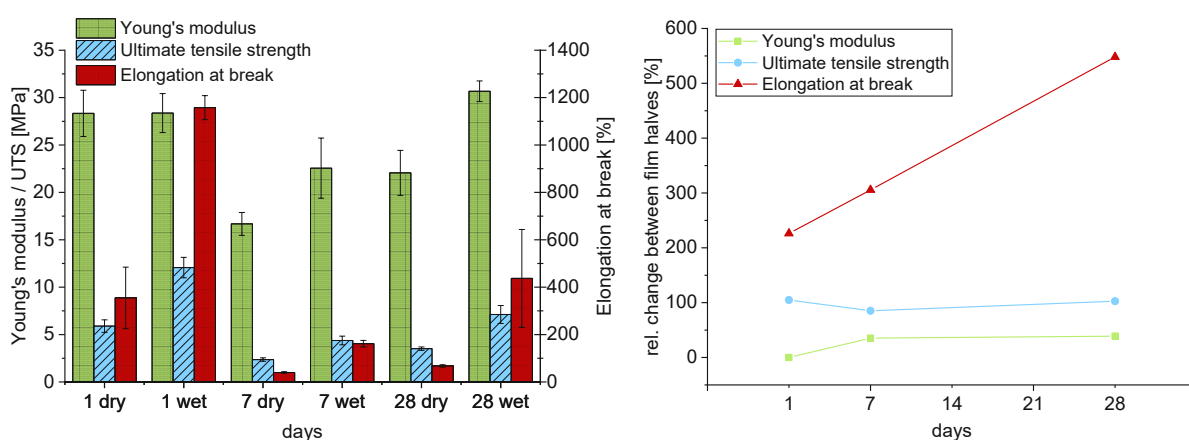 Young's modulus
Ultimate tensile strength
Elongation at break
35
30
25
20
15
10
5
0
Young's modulus / UTS [MPa]
1400
1200
1000
800
600
400
200
0
Elongation at break [%]
1 dry 1 wet 7 dry 7 wet 28 dry 28 wet
days
Young's modulus
Ultimate tensile strength
Elongation at break
600
500
400
300
200
100
0
rel. change between film halves [%]
1 7 14 21 28
days